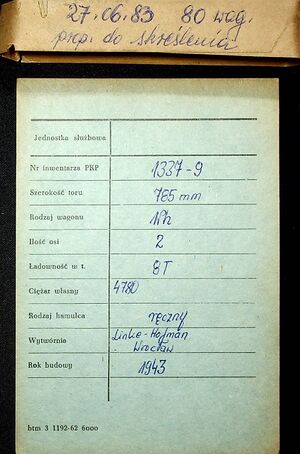 27.06.83 80 wag.
prop. do skreślenia
Jednostka służbowa
Nr inwentarza PKP 1337-9
Szerokość toru 785 mm
Rodzaj wagonu
Ilość osi 2
Ładowność w t. 8T
Ciężar własny 4780
Rodzaj hamulca ręczny
Wytwórnia Linke-Hofman
Wrocław
Rok budowy 1943
btm 3 1192-62 6000